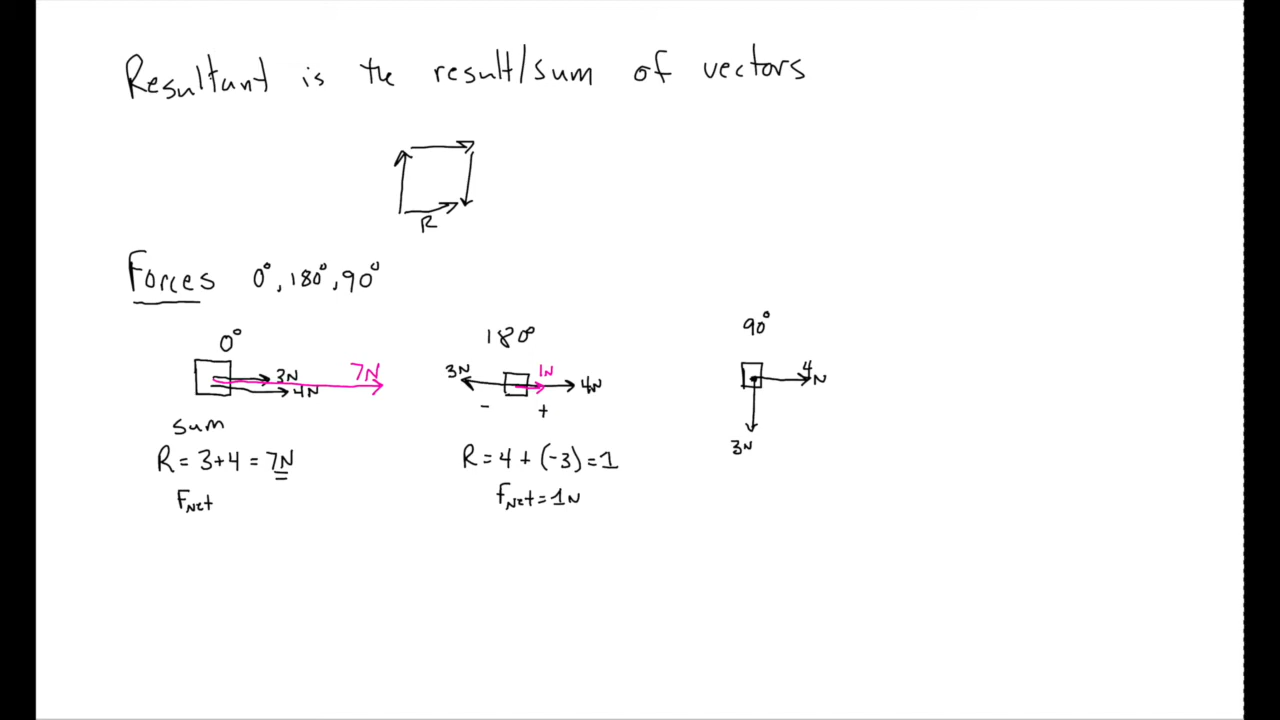 Resultant is the result/sum of vectors
R
Forces 0°, 180°, 90°
0°
3N
7N
4N
sum
R = 3+4 = 7N
FNet
180°
3N
1N
4N
- +
R = 4 + (-3) = 1
FNet = 1N
90°
4
N
3N